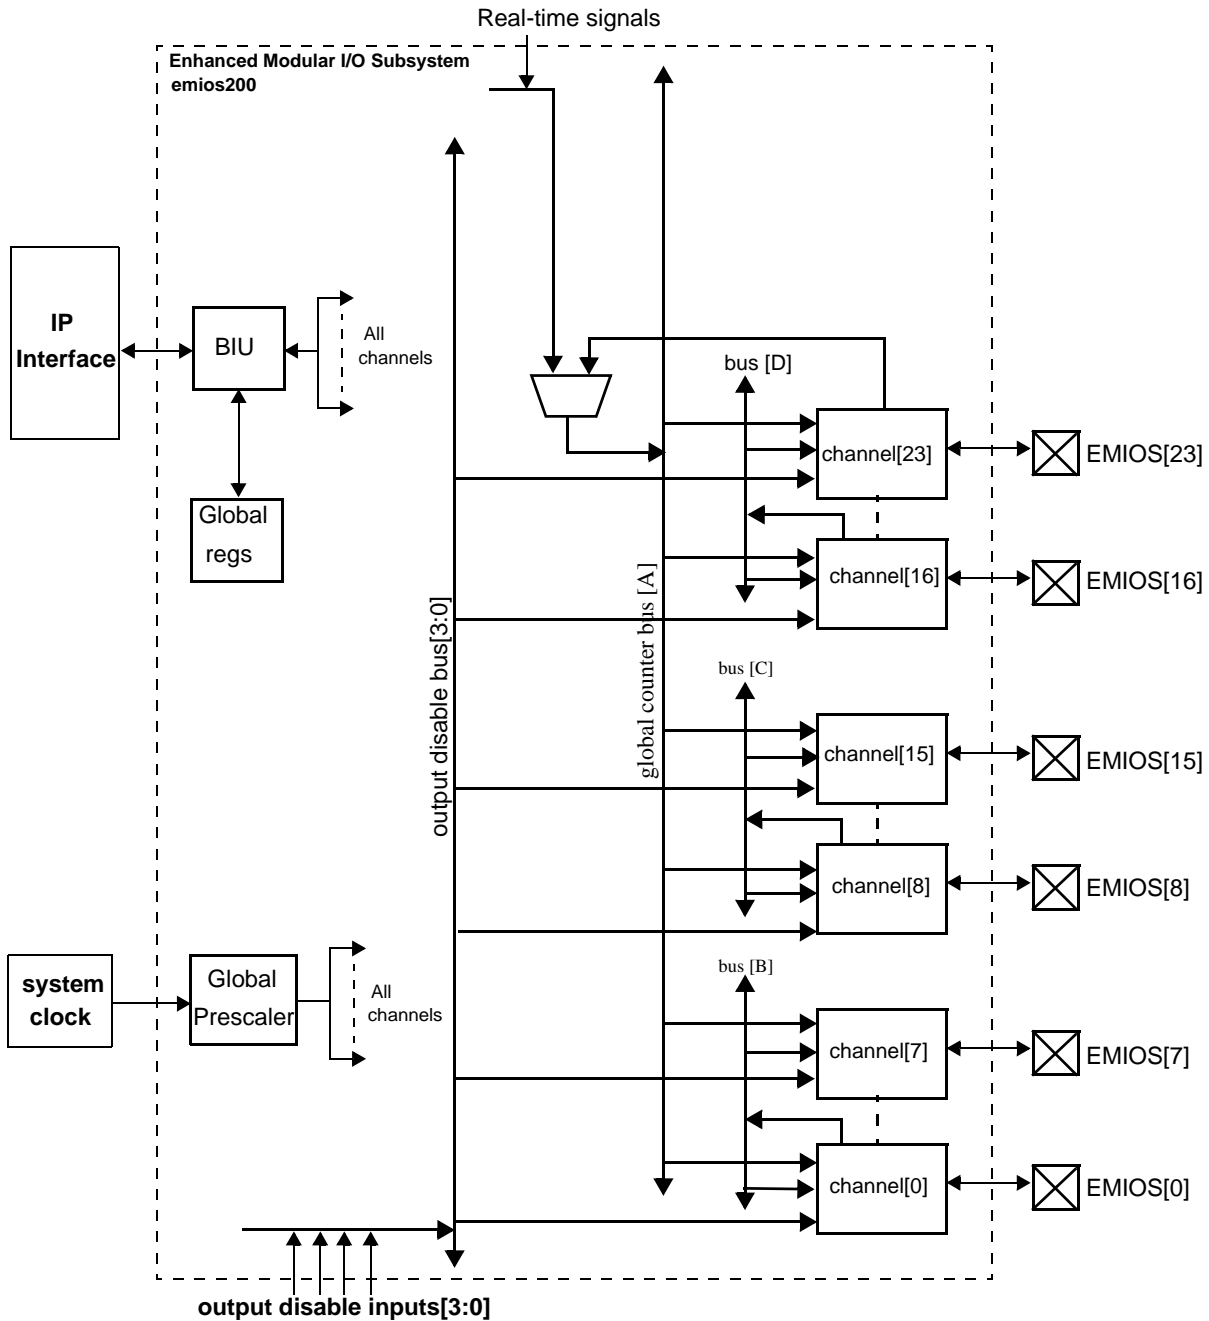 Real-time signals
Enhanced Modular I/O Subsystem
emios200
IP
Interface
BIU
All
channels
Global
regs
output disable bus[3:0]
global counter bus [A]
bus [D]
channel[23]
EMIOS[23]
channel[16]
EMIOS[16]
bus [C]
channel[15]
EMIOS[15]
channel[8]
EMIOS[8]
system
clock
Global
Prescaler
All
channels
bus [B]
channel[7]
EMIOS[7]
channel[0]
EMIOS[0]
output disable inputs[3:0]